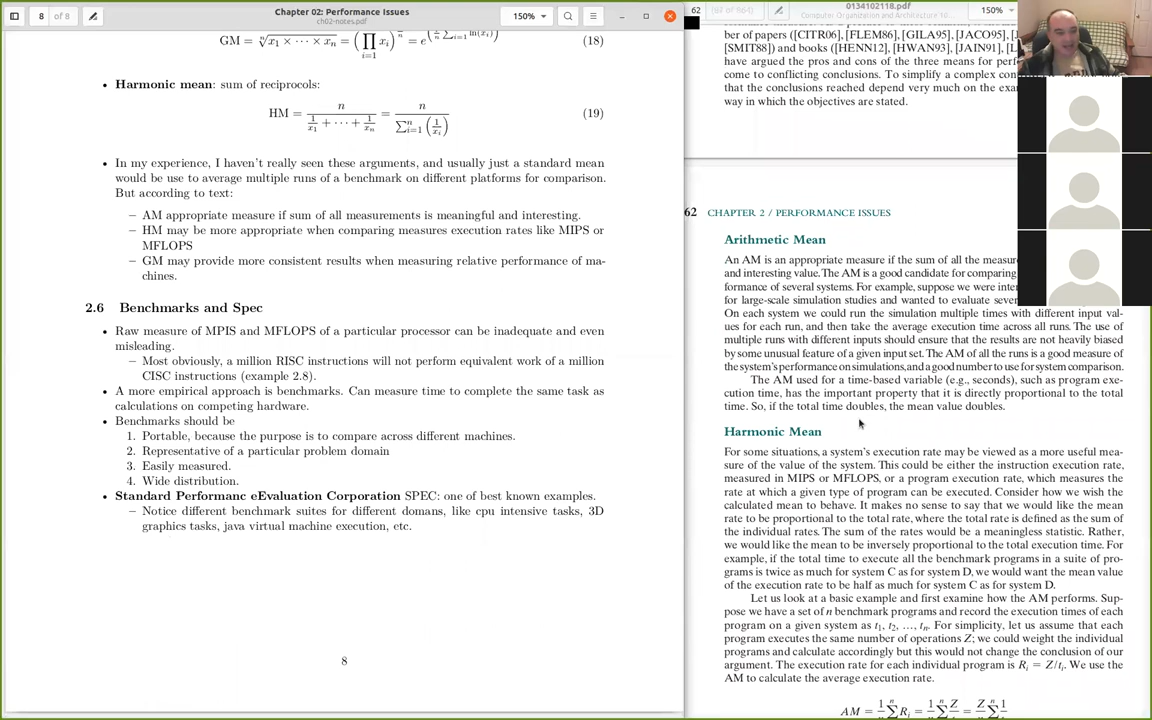 8 of 8
Chapter 02: Performance Issues
ch02-notes.pdf
150%
GM = ⁿ√x₁ × ⋯ × xₙ = (∏ᵢ₌₁ xᵢ) = e (18)
• Harmonic mean: sum of reciprocals:
HM = n / (1/x₁ + ⋯ + 1/xₙ) = n / ∑ⁿᵢ₌₁ (1/xᵢ) (19)
• In my experience, I haven't really seen these arguments, and usually just a standard mean
would be use to average multiple runs of a benchmark on different platforms for comparison.
But according to text:
– AM appropriate measure if sum of all measurements is meaningful and interesting.
– HM may be more appropriate when comparing measures execution rates like MIPS or
MFLOPS
– GM may provide more consistent results when measuring relative performance of ma-
chines.
2.6 Benchmarks and Spec
• Raw measure of MPIS and MFLOPS of a particular processor can be inadequate and even
misleading.
– Most obviously, a million RISC instructions will not perform equivalent work of a million
CISC instructions (example 2.8).
• A more empirical approach is benchmarks. Can measure time to complete the same task as
calculations on competing hardware.
• Benchmarks should be
1. Portable, because the purpose is to compare across different machines.
2. Representative of a particular problem domain
3. Easily measured.
4. Wide distribution.
• Standard Performanc eEvaluation Corporation SPEC: one of best known examples.
– Notice different benchmark suites for different domans, like cpu intensive tasks, 3D
graphics tasks, java virtual machine execution, etc.
8
62 (91 of 864)
0134102118.pdf
Computer Organization and Architecture
150%
ber of papers ([CITR06], [FLEM86], [GILA95], [JACO95], [J
[SMIT88]) and books ([HENN12], [HWAN93], [JAIN91], [L
have argued the pros and cons of the three means for perf
come to conflicting conclusions. To simplify a complex con
that the conclusions reached depend very much on the exa
way in which the objectives are stated.
62 CHAPTER 2 / PERFORMANCE ISSUES
Arithmetic Mean
An AM is an appropriate measure if the sum of all the measur
and interesting value. The AM is a good candidate for comparing
formance of several systems. For example, suppose we were inter
for large-scale simulation studies and wanted to evaluate sever
On each system we could run the simulation multiple times with different input val-
ues for each run, and then take the average execution time across all runs. The use of
multiple runs with different inputs should ensure that the results are not heavily biased
by some unusual feature of a given input set. The AM of all the runs is a good measure of
the system's performance on simulations, and a good number to use for system comparison.
The AM used for a time-based variable (e.g., seconds), such as program exe-
cution time, has the important property that it is directly proportional to the total
time. So, if the total time doubles, the mean value doubles.
Harmonic Mean
For some situations, a system's execution rate may be viewed as a more useful mea-
sure of the value of the system. This could be either the instruction execution rate,
measured in MIPS or MFLOPS, or a program execution rate, which measures the
rate at which a given type of program can be executed. Consider how we wish the
calculated mean to behave. It makes no sense to say that we would like the mean
rate to be proportional to the total rate, where the total rate is defined as the sum of
the individual rates. The sum of the rates would be a meaningless statistic. Rather,
we would like the mean to be inversely proportional to the total execution time. For
example, if the total time to execute all the benchmark programs in a suite of pro-
grams is twice as much for system C as for system D, we would want the mean value
of the execution rate to be half as much for system C as for system D.
Let us look at a basic example and first examine how the AM performs. Sup-
pose we have a set of n benchmark programs and record the execution times of each
program on a given system as t₁, t₂, ..., tₙ. For simplicity, let us assume that each
program executes the same number of operations Z; we could weight the individual
programs and calculate accordingly but this would not change the conclusion of our
argument. The execution rate for each individual program is Rᵢ = Z/tᵢ. We use the
AM to calculate the average execution rate.
AM = 1 ∑ⁿ Rᵢ = 1 ∑ⁿ Z = Z ∑ⁿ 1